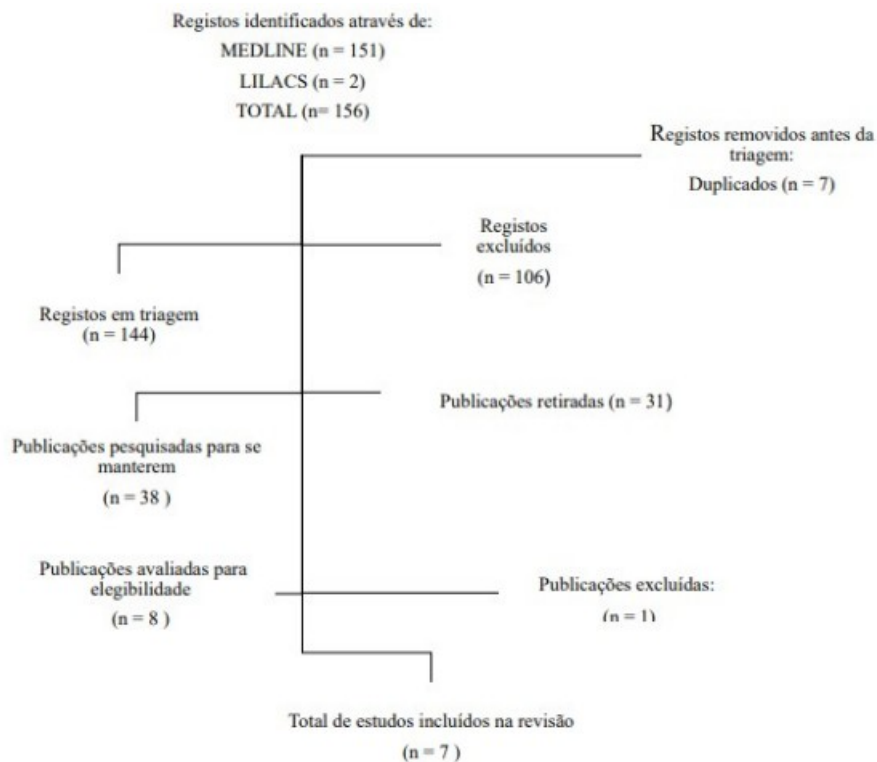 Registos identificados através de:
MEDLINE (n = 151)
LILACS (n = 2)
TOTAL (n= 156)
Registos removidos antes da
triagem:
Duplicados (n = 7)
Registos
excluídos
(n = 106)
Registos em triagem
(n = 144)
Publicações retiradas (n = 31)
Publicações pesquisadas para se
manterem
(n = 38 )
Publicações avaliadas para
elegibilidade
(n = 8 )
Publicações excluídas:
(n = 1)
Total de estudos incluídos na revisão
(n = 7 )